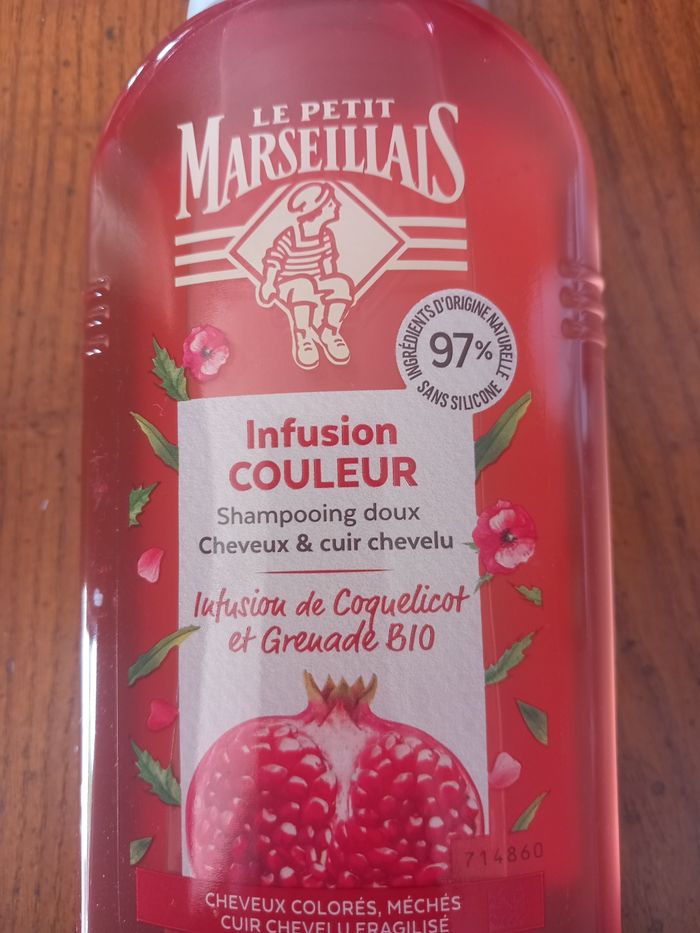 LE PETIT
MARSEILLAIS
INGRÉDIENTS D'ORIGINE NATURELLE
97%
SANS SILICONE
Infusion
COULEUR
Shampooing doux
Cheveux & cuir chevelu
Infusion de Coquelicot
et Grenade BIO
714860
CHEVEUX COLORÉS, MÉCHÉS
CUIR CHEVELU FRAGILISÉ